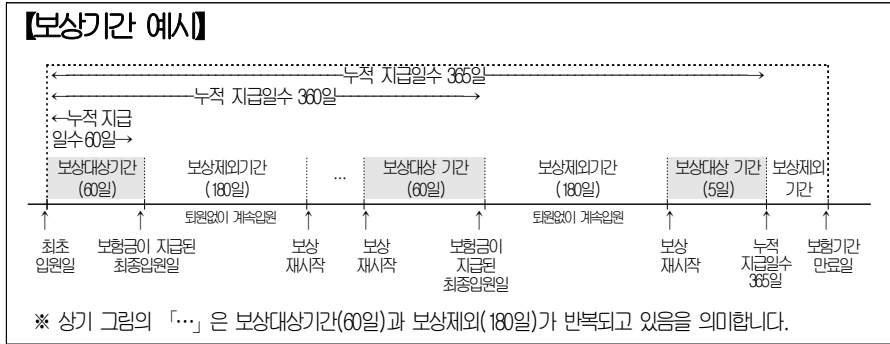 【보상기간 예시】
누적 지급일수 365일
누적 지급일수 360일
←누적 지급
일수60일→
보상대상기간
(60일)
보상제외기간
(180일)
...
보상대상 기간
(60일)
보상제외기간
(180일)
보상대상 기간
(5일)
보상제외
기간
퇴원없이 계속입원
퇴원없이 계속입원
최초
입원일
보험금이 지급된
최종입원일
보상
재시작
보상
재시작
보험금이
지급된
최종입원일
보상
재시작
누적
지급일수
365일
보험기간
만료일
※ 상기 그림의 「…」은 보상대상기간(60일)과 보상제외(180일)가 반복되고 있음을 의미합니다.